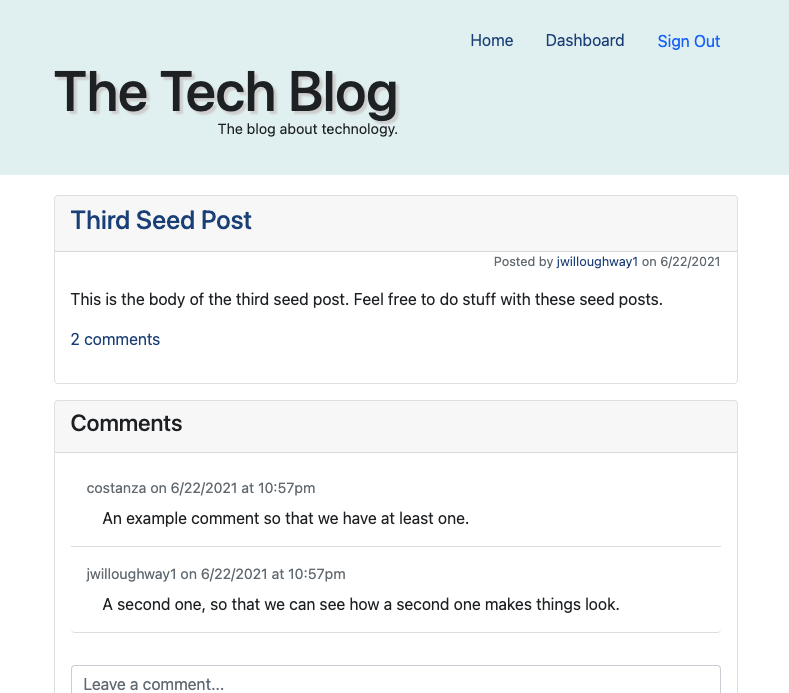 Home Dashboard Sign Out
The Tech Blog
The blog about technology.
Third Seed Post
Posted by jwilloughway1 on 6/22/2021
This is the body of the third seed post. Feel free to do stuff with these seed posts.
2 comments
Comments
costanza on 6/22/2021 at 10:57pm
An example comment so that we have at least one.
jwilloughway1 on 6/22/2021 at 10:57pm
A second one, so that we can see how a second one makes things look.
Leave a comment...